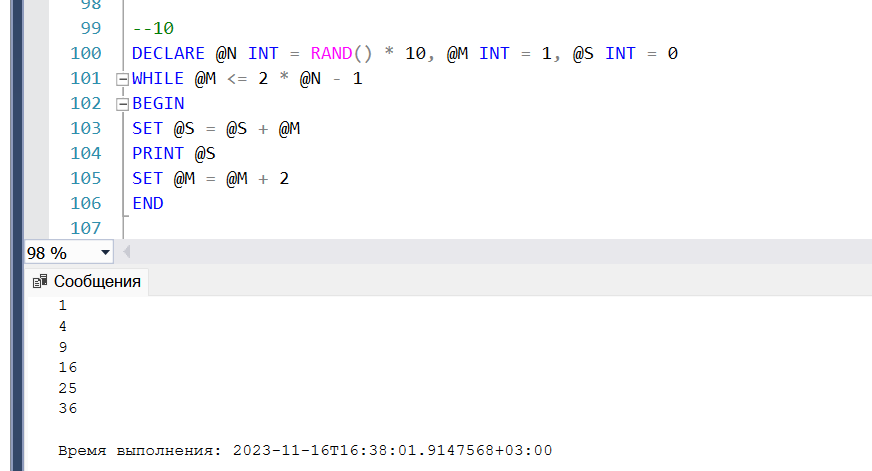 98
99 --10
100 DECLARE @N INT = RAND() * 10, @M INT = 1, @S INT = 0
101 WHILE @M <= 2 * @N - 1
102 BEGIN
103 SET @S = @S + @M
104 PRINT @S
105 SET @M = @M + 2
106 END
107
98 %
Сообщения
1
4
9
16
25
36
Время выполнения: 2023-11-16T16:38:01.9147568+03:00